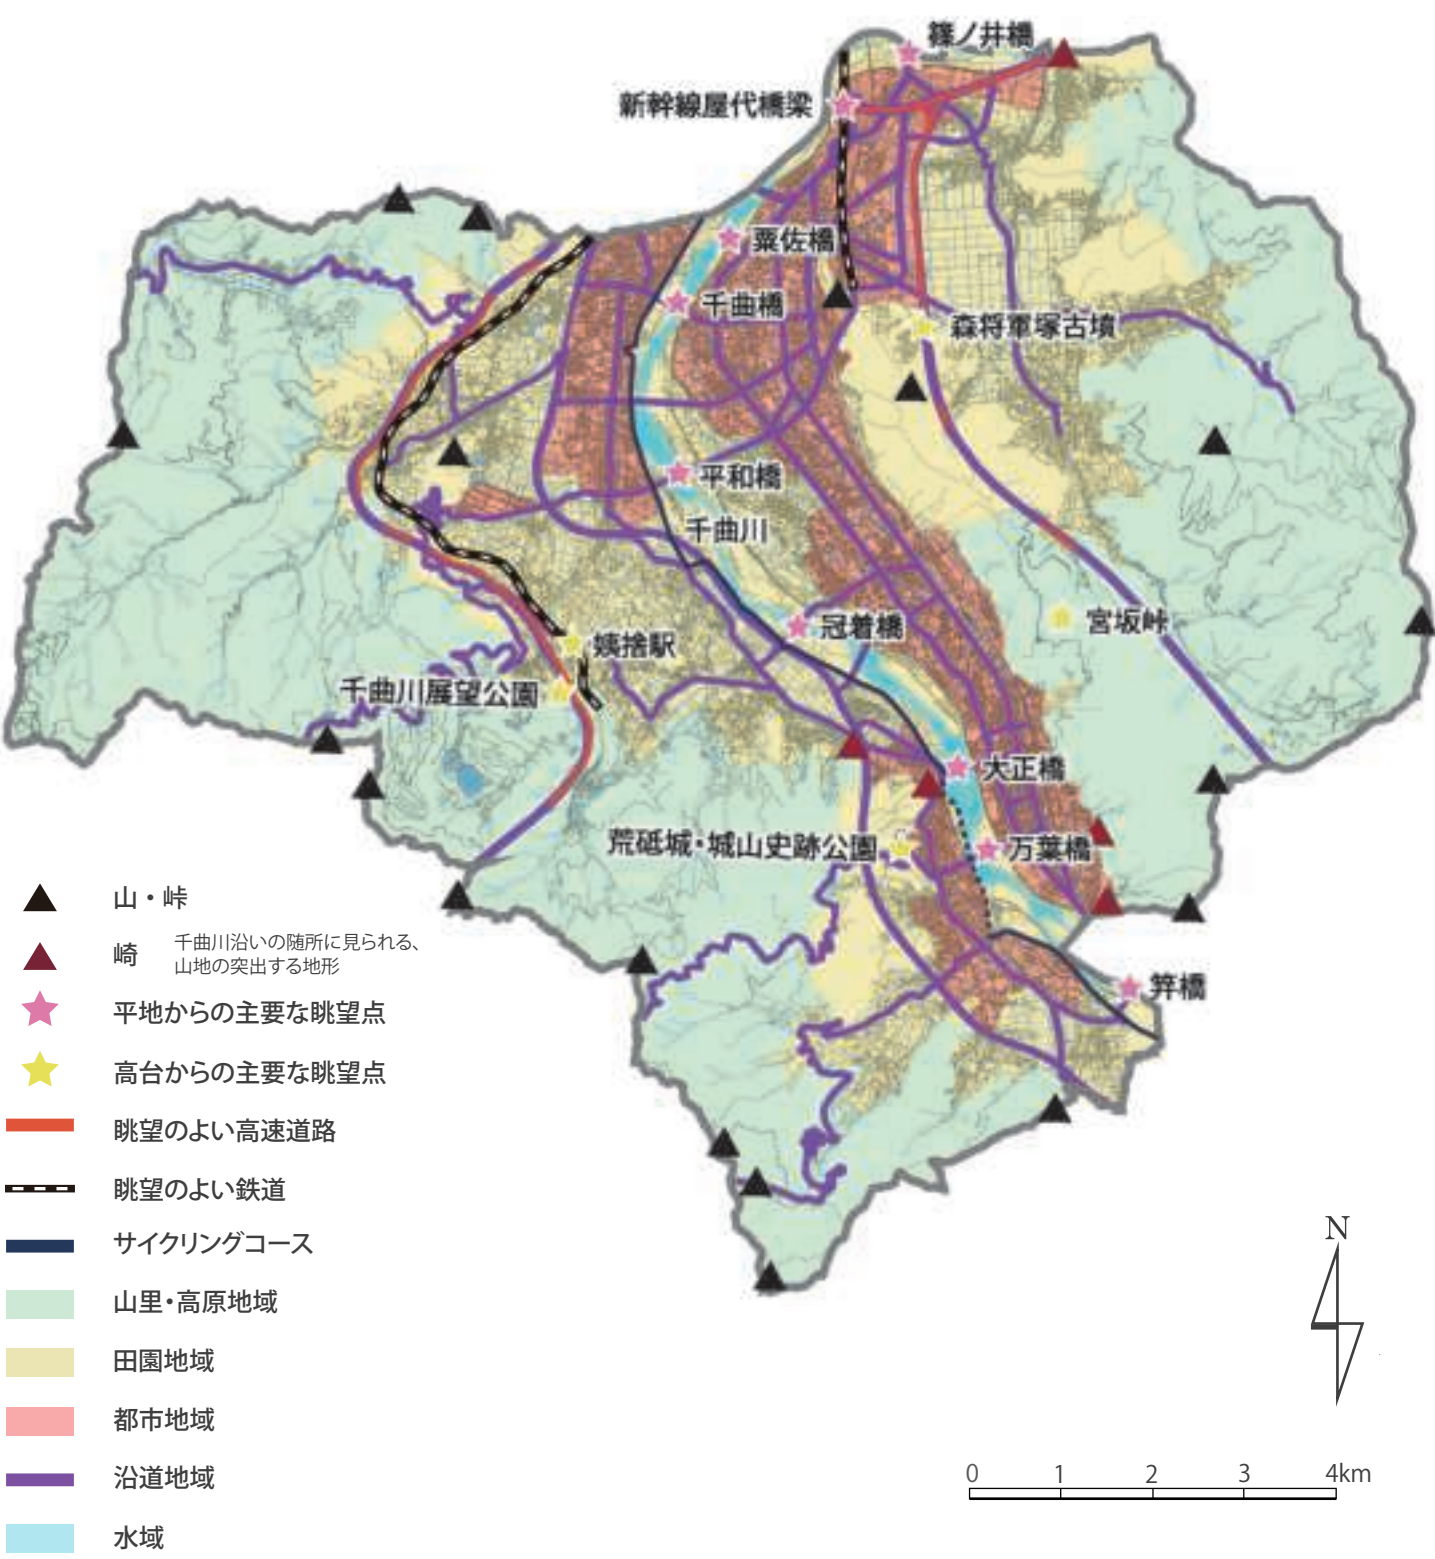 篠ノ井橋
新幹線屋代橋梁
粟佐橋
千曲橋
森将軍塚古墳
平和橋
千曲川
冠着橋
宮坂峠
姨捨駅
千曲川展望公園
大正橋
荒砥城・城山史跡公園
万葉橋
笄橋
山・峠
崎 千曲川沿いの随所に見られる、
山地の突出する地形
平地からの主要な眺望点
高台からの主要な眺望点
眺望のよい高速道路
眺望のよい鉄道
サイクリングコース
山里・高原地域
田園地域
都市地域
沿道地域
水域
N
0 1 2 3 4km